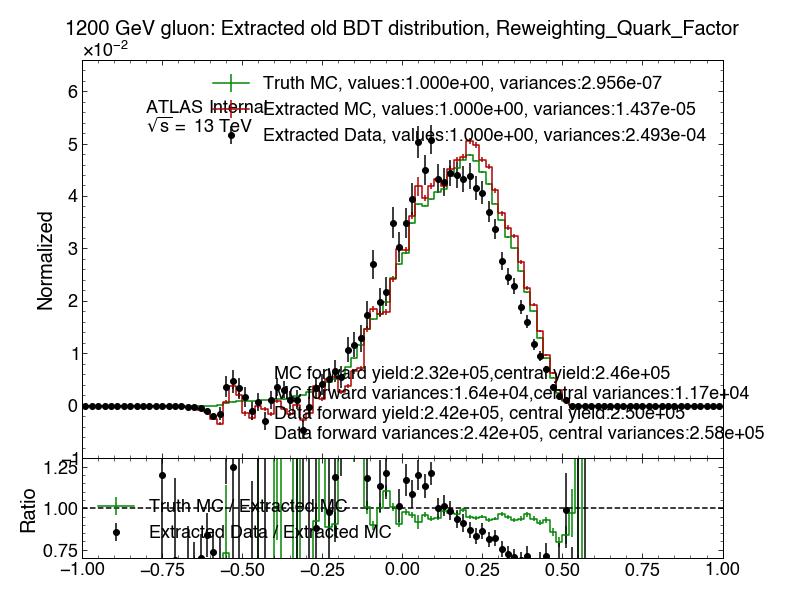 1200 GeV gluon: Extracted old BDT distribution, Reweighting_Quark_Factor
×10⁻²
Truth MC, values:1.000e+00, variances:2.956e-07
ATLAS Internal
Extracted MC, values:1.000e+00, variances:1.437e-05
√s = 13 TeV
Extracted Data, values:1.000e+00, variances:2.493e-04
Normalized
6
5
4
3
2
1
0
−1
MC forward yield:2.32e+05,central yield:2.46e+05
MC forward variances:1.64e+04,central variances:1.17e+04
Data forward yield:2.42e+05, central yield:2.50e+05
Data forward variances:2.42e+05, central variances:2.58e+05
Ratio
1.25
1.00
0.75
Truth MC / Extracted MC
Extracted Data / Extracted MC
−1.00 −0.75 −0.50 −0.25 0.00 0.25 0.50 0.75 1.00